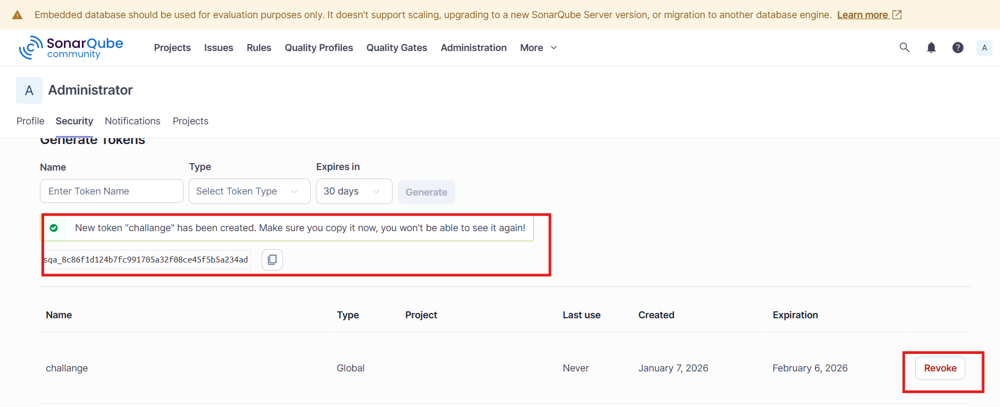 Embedded database should be used for evaluation purposes only. It doesn't support scaling, upgrading to a new SonarQube Server version, or migration to another database engine. Learn more
SonarQube community
Projects Issues Rules Quality Profiles Quality Gates Administration More
? A
A Administrator
Profile Security Notifications Projects
Generate Tokens
Name Type Expires in
Enter Token Name Select Token Type 30 days Generate
New token "challange" has been created. Make sure you copy it now, you won't be able to see it again!
sqa_8c86f1d124b7fc991705a32f08ce45f5b5a234ad
Name Type Project Last use Created Expiration
challange Global Never January 7, 2026 February 6, 2026 Revoke